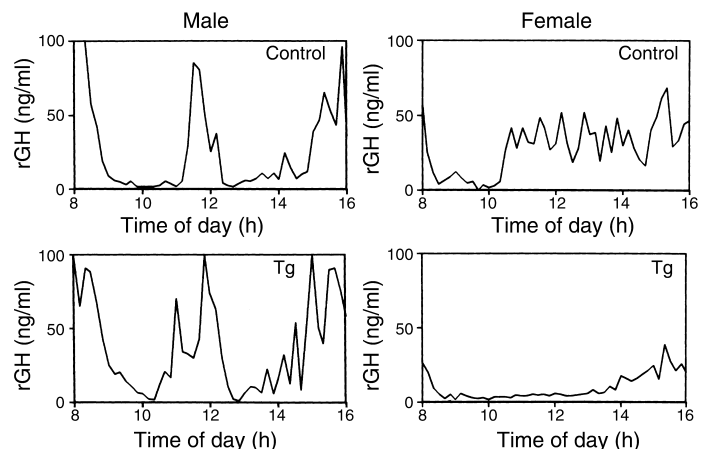 Male
Female
100
50
0
rGH (ng/ml)
Control
8
10
12
14
16
Time of day (h)
100
50
0
rGH (ng/ml)
Control
8
10
12
14
16
Time of day (h)
100
50
0
rGH (ng/ml)
Tg
8
10
12
14
16
Time of day (h)
100
50
0
rGH (ng/ml)
Tg
8
10
12
14
16
Time of day (h)